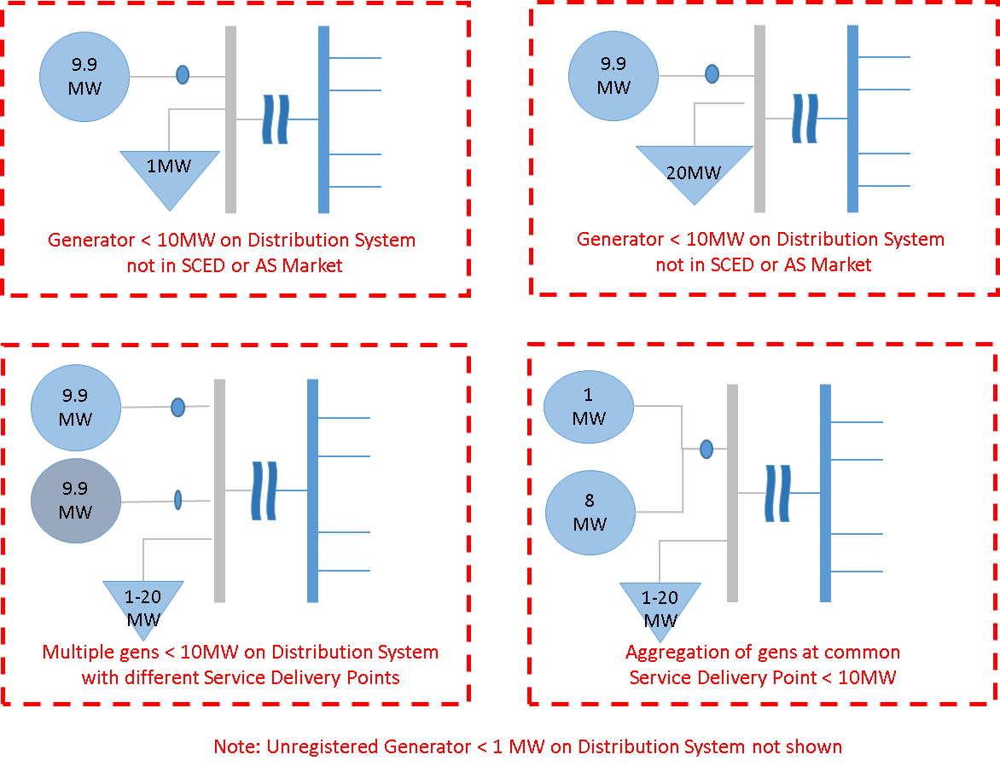 9.9
MW
1MW
Generator < 10MW on Distribution System
not in SCED or AS Market
9.9
MW
20MW
Generator < 10MW on Distribution System
not in SCED or AS Market
9.9
MW
9.9
MW
1-20
MW
Multiple gens < 10MW on Distribution System
with different Service Delivery Points
1
MW
8
MW
1-20
MW
Aggregation of gens at common
Service Delivery Point < 10MW
Note: Unregistered Generator < 1 MW on Distribution System not shown